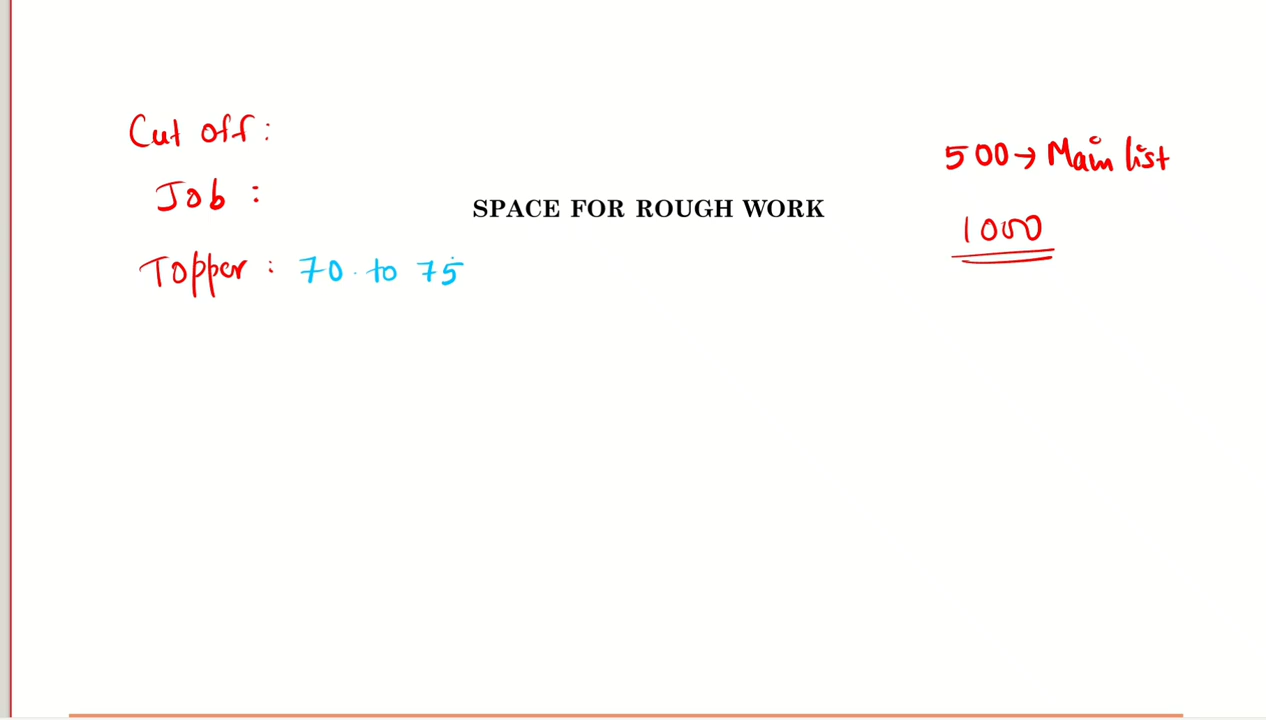 Cut off :
500 → Main list
Job :
SPACE FOR ROUGH WORK
1000
Topper : 70 to 75